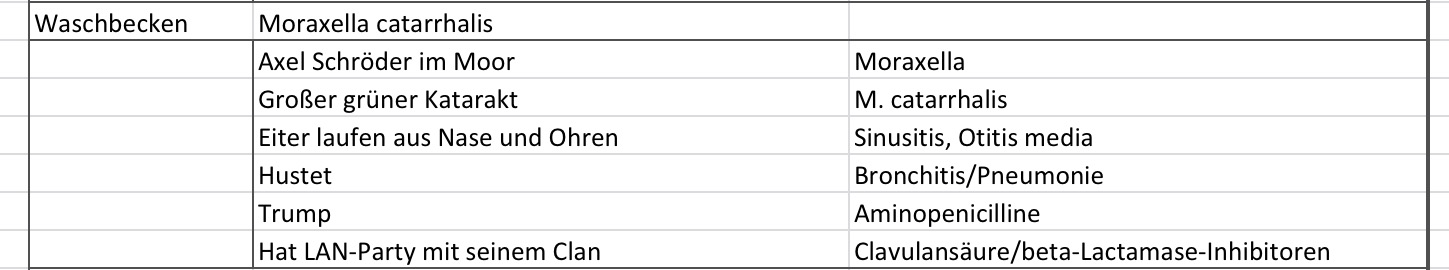 Waschbecken Moraxella catarrhalis
Axel Schröder im Moor Moraxella
Großer grüner Katarakt M. catarrhalis
Eiter laufen aus Nase und Ohren Sinusitis, Otitis media
Hustet Bronchitis/Pneumonie
Trump Aminopenicilline
Hat LAN-Party mit seinem Clan Clavulansäure/beta-Lactamase-Inhibitoren